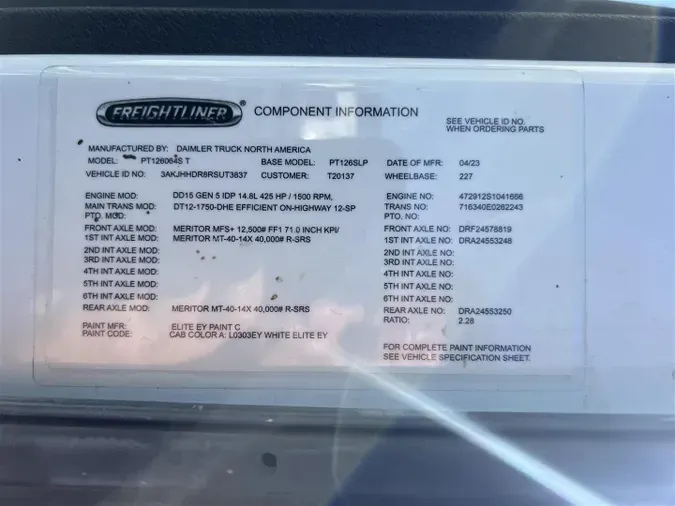 FREIGHTLINER® COMPONENT INFORMATION
SEE VEHICLE ID NO.
WHEN ORDERING PARTS
MANUFACTURED BY: DAIMLER TRUCK NORTH AMERICA
MODEL: PT126064S T BASE MODEL: PT126SLP DATE OF MFR: 04/23
VEHICLE ID NO: 3AKJHHDR8RSUT3837 CUSTOMER: T20137 WHEELBASE: 227
ENGINE MOD: DD15 GEN 5 IDP 14.8L 425 HP / 1500 RPM, ENGINE NO: 472912S1041666
MAIN TRANS MOD: DT12-1750-DHE EFFICIENT ON-HIGHWAY 12-SP TRANS NO: 716340E0262243
PTO. MOD: PTO, NO:
FRONT AXLE MOD: MERITOR MFS+ 12,500# FF1 71.0 INCH KPI/ FRONT AXLE NO: DRF24576819
1ST INT AXLE MOD: MERITOR MT-40-14X 40,000# R-SRS 1ST INT AXLE NO: DRA24553248
2ND INT AXLE MOD: 2ND INT AXLE NO:
3RD INT AXLE MOD: 3RD INT AXLE NO:
4TH INT AXLE MOD: 4TH INT AXLE NO:
5TH INT AXLE MOD: 5TH INT AXLE NO:
6TH INT AXLE MOD: 6TH INT AXLE NO:
REAR AXLE MOD: MERITOR MT-40-14X 40,000# R-SRS REAR AXLE NO: DRA24553250
RATIO: 2.28
PAINT MFR: ELITE EY PAINT C
PAINT CODE: CAB COLOR A: L0303EY WHITE ELITE EY
FOR COMPLETE PAINT INFORMATION
SEE VEHICLE SPECIFICATION SHEET.